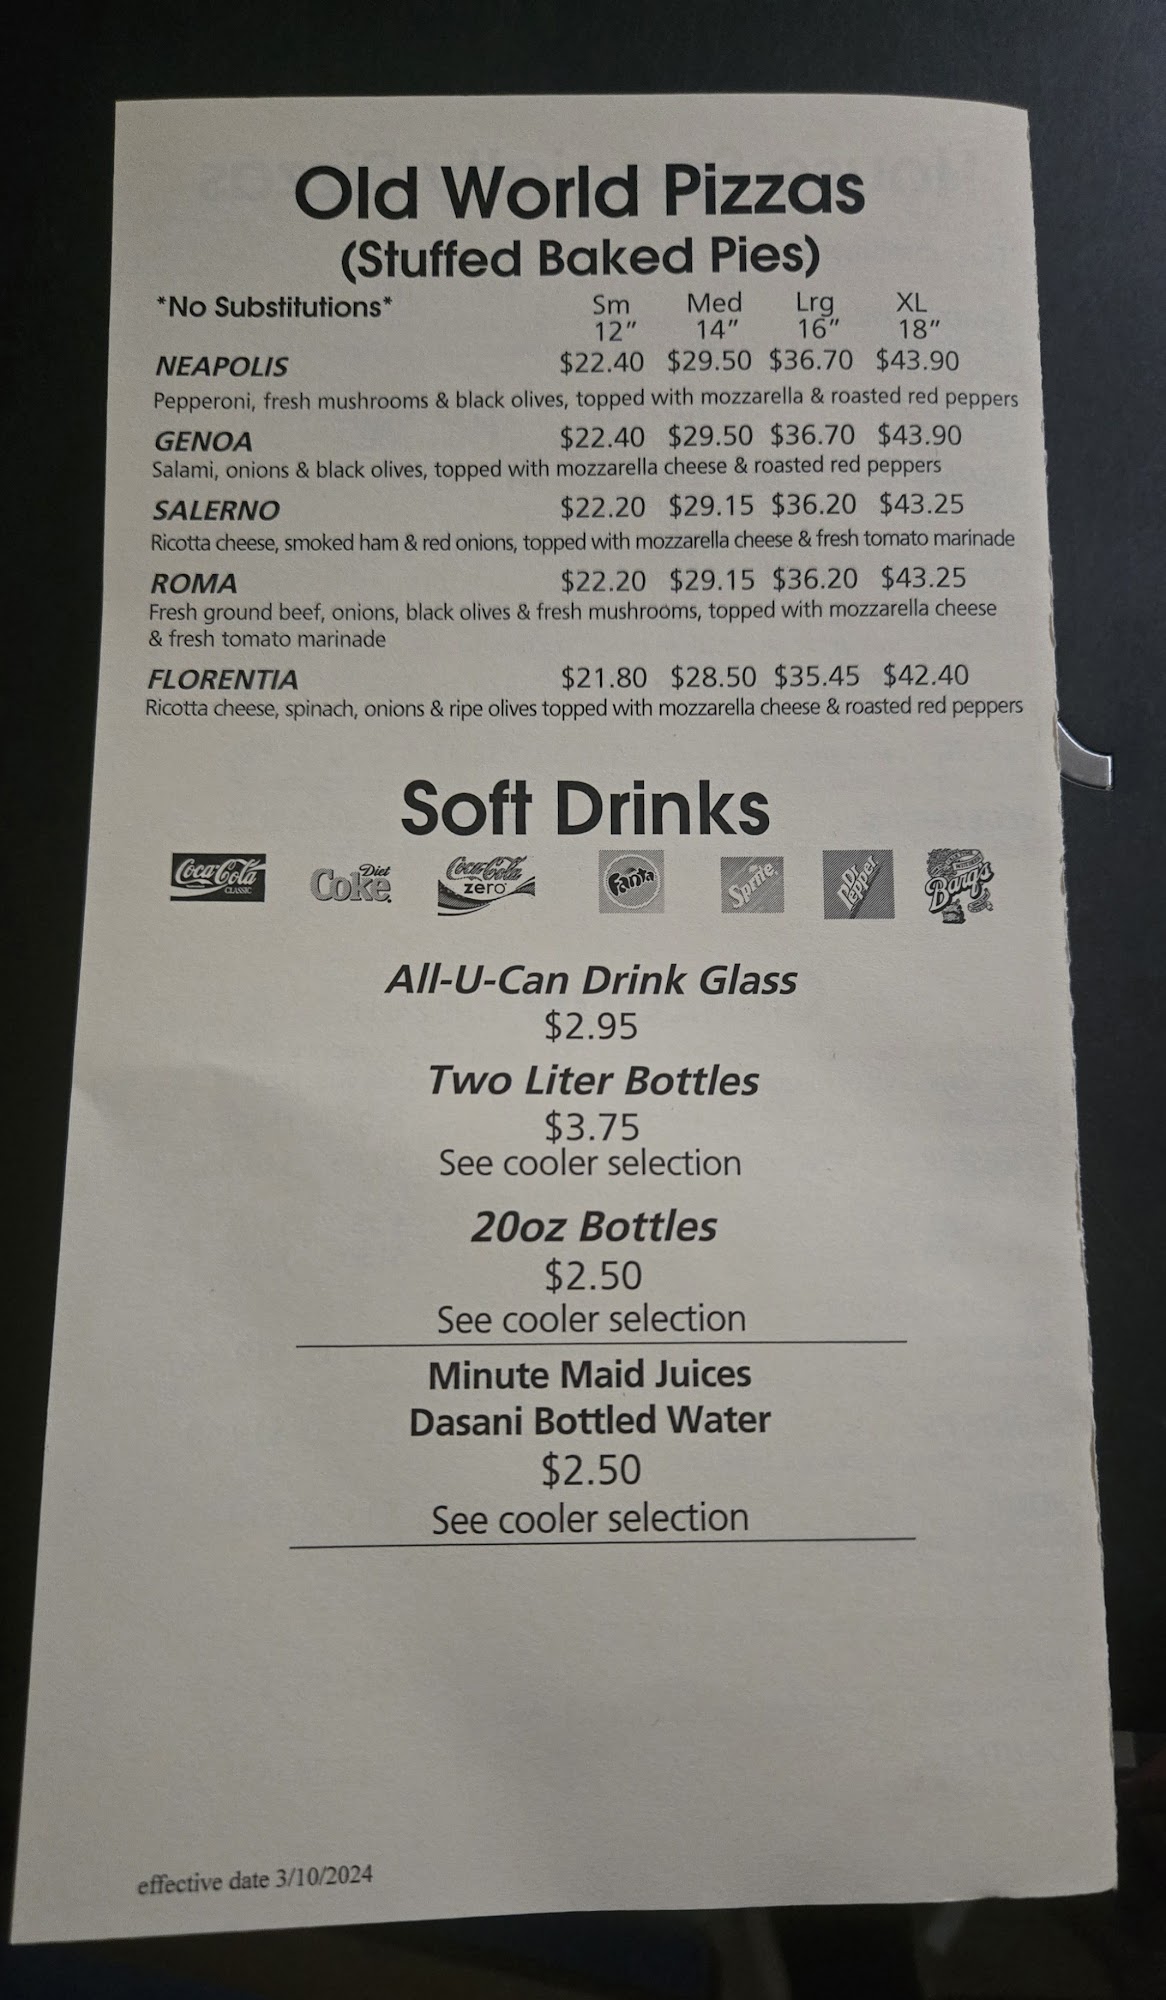 Old World Pizzas
(Stuffed Baked Pies)
*No Substitutions* Sm Med Lrg XL
12" 14" 16" 18"
NEAPOLIS $22.40 $29.50 $36.70 $43.90
Pepperoni, fresh mushrooms & black olives, topped with mozzarella & roasted red peppers
GENOA $22.40 $29.50 $36.70 $43.90
Salami, onions & black olives, topped with mozzarella cheese & roasted red peppers
SALERNO $22.20 $29.15 $36.20 $43.25
Ricotta cheese, smoked ham & red onions, topped with mozzarella cheese & fresh tomato marinade
ROMA $22.20 $29.15 $36.20 $43.25
Fresh ground beef, onions, black olives & fresh mushrooms, topped with mozzarella cheese
& fresh tomato marinade
FLORENTIA $21.80 $28.50 $35.45 $42.40
Ricotta cheese, spinach, onions & ripe olives topped with mozzarella cheese & roasted red peppers
Soft Drinks
Coca-Cola CLASSIC Diet Coke Coca-Cola zero Fanta Sprite Dr Pepper Barq's
All-U-Can Drink Glass
$2.95
Two Liter Bottles
$3.75
See cooler selection
20oz Bottles
$2.50
See cooler selection
Minute Maid Juices
Dasani Bottled Water
$2.50
See cooler selection
effective date 3/10/2024